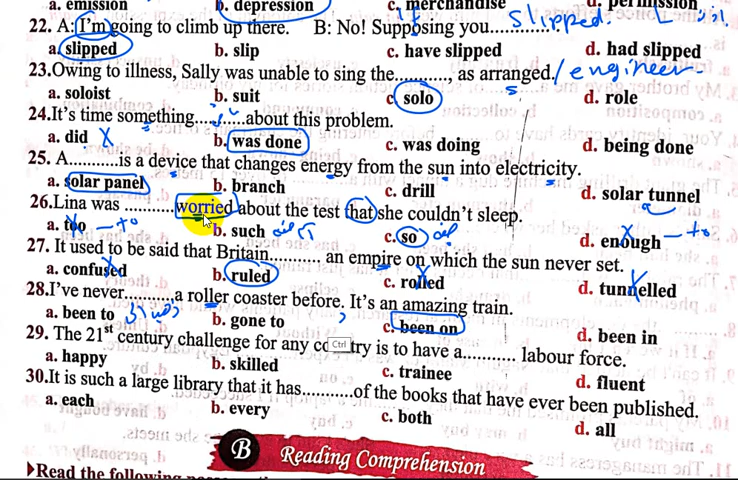 a. emission b. depression c. merchandise d. permission
22. A: I'm going to climb up there. B: No! Supposing you............ slipped.
a. slipped b. slip c. have slipped d. had slipped
23.Owing to illness, Sally was unable to sing the.........., as arranged. / engineer
a. soloist b. suit c. solo d. role
24.It's time something..............about this problem.
a. did b. was done c. was doing d. being done
25. A..........is a device that changes energy from the sun into electricity.
a. solar panel b. branch c. drill d. solar tunnel
26.Lina was .......... worried about the test that she couldn't sleep.
a. too – to b. such c. so d. enough – to
27. It used to be said that Britain........... an empire on which the sun never set.
a. confused b. ruled c. rolled d. tunnelled
28.I've never..........a roller coaster before. It's an amazing train.
a. been to b. gone to c. been on d. been in
29. The 21st century challenge for any co Ctrl try is to have a.......... labour force.
a. happy b. skilled c. trainee d. fluent
30.It is such a large library that it has..........of the books that have ever been published.
a. each b. every c. both d. all
B Reading Comprehension
Read the following